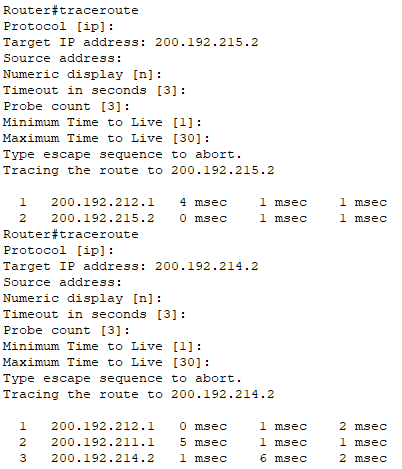 Router#traceroute
Protocol [ip]:
Target IP address: 200.192.215.2
Source address:
Numeric display [n]:
Timeout in seconds [3]:
Probe count [3]:
Minimum Time to Live [1]:
Maximum Time to Live [30]:
Type escape sequence to abort.
Tracing the route to 200.192.215.2

  1   200.192.212.1   4 msec    1 msec    1 msec
  2   200.192.215.2   0 msec    1 msec    1 msec
Router#traceroute
Protocol [ip]:
Target IP address: 200.192.214.2
Source address:
Numeric display [n]:
Timeout in seconds [3]:
Probe count [3]:
Minimum Time to Live [1]:
Maximum Time to Live [30]:
Type escape sequence to abort.
Tracing the route to 200.192.214.2

  1   200.192.212.1   0 msec    1 msec    2 msec
  2   200.192.211.1   5 msec    1 msec    1 msec
  3   200.192.214.2   1 msec    6 msec    2 msec